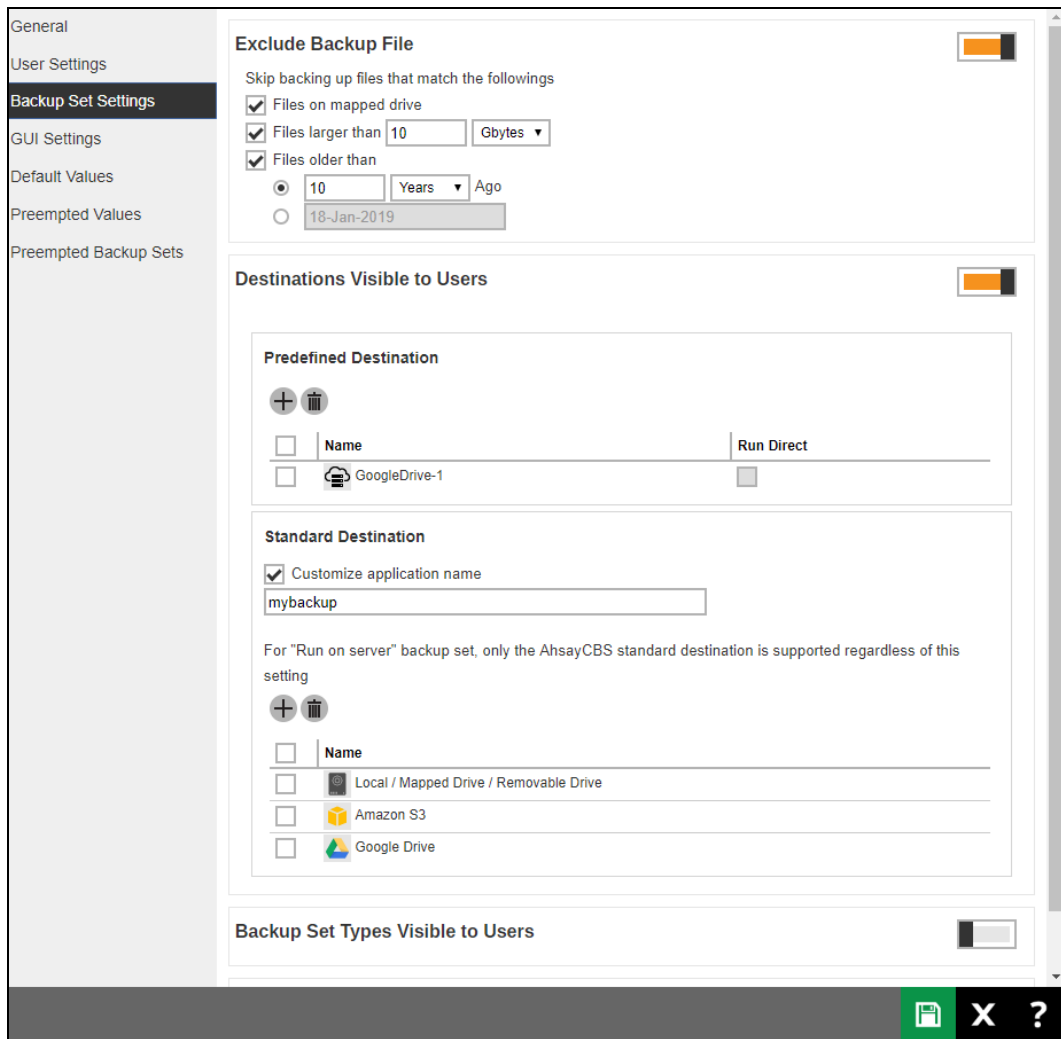 General
User Settings
Backup Set Settings
GUI Settings
Default Values
Preempted Values
Preempted Backup Sets
Exclude Backup File
Skip backing up files that match the followings
Files on mapped drive
Files larger than 10 Gbytes
Files older than
10 Years Ago
18-Jan-2019
Destinations Visible to Users
Predefined Destination
Name Run Direct
GoogleDrive-1
Standard Destination
Customize application name
mybackup
For "Run on server" backup set, only the AhsayCBS standard destination is supported regardless of this
setting
Name
Local / Mapped Drive / Removable Drive
Amazon S3
Google Drive
Backup Set Types Visible to Users
X ?